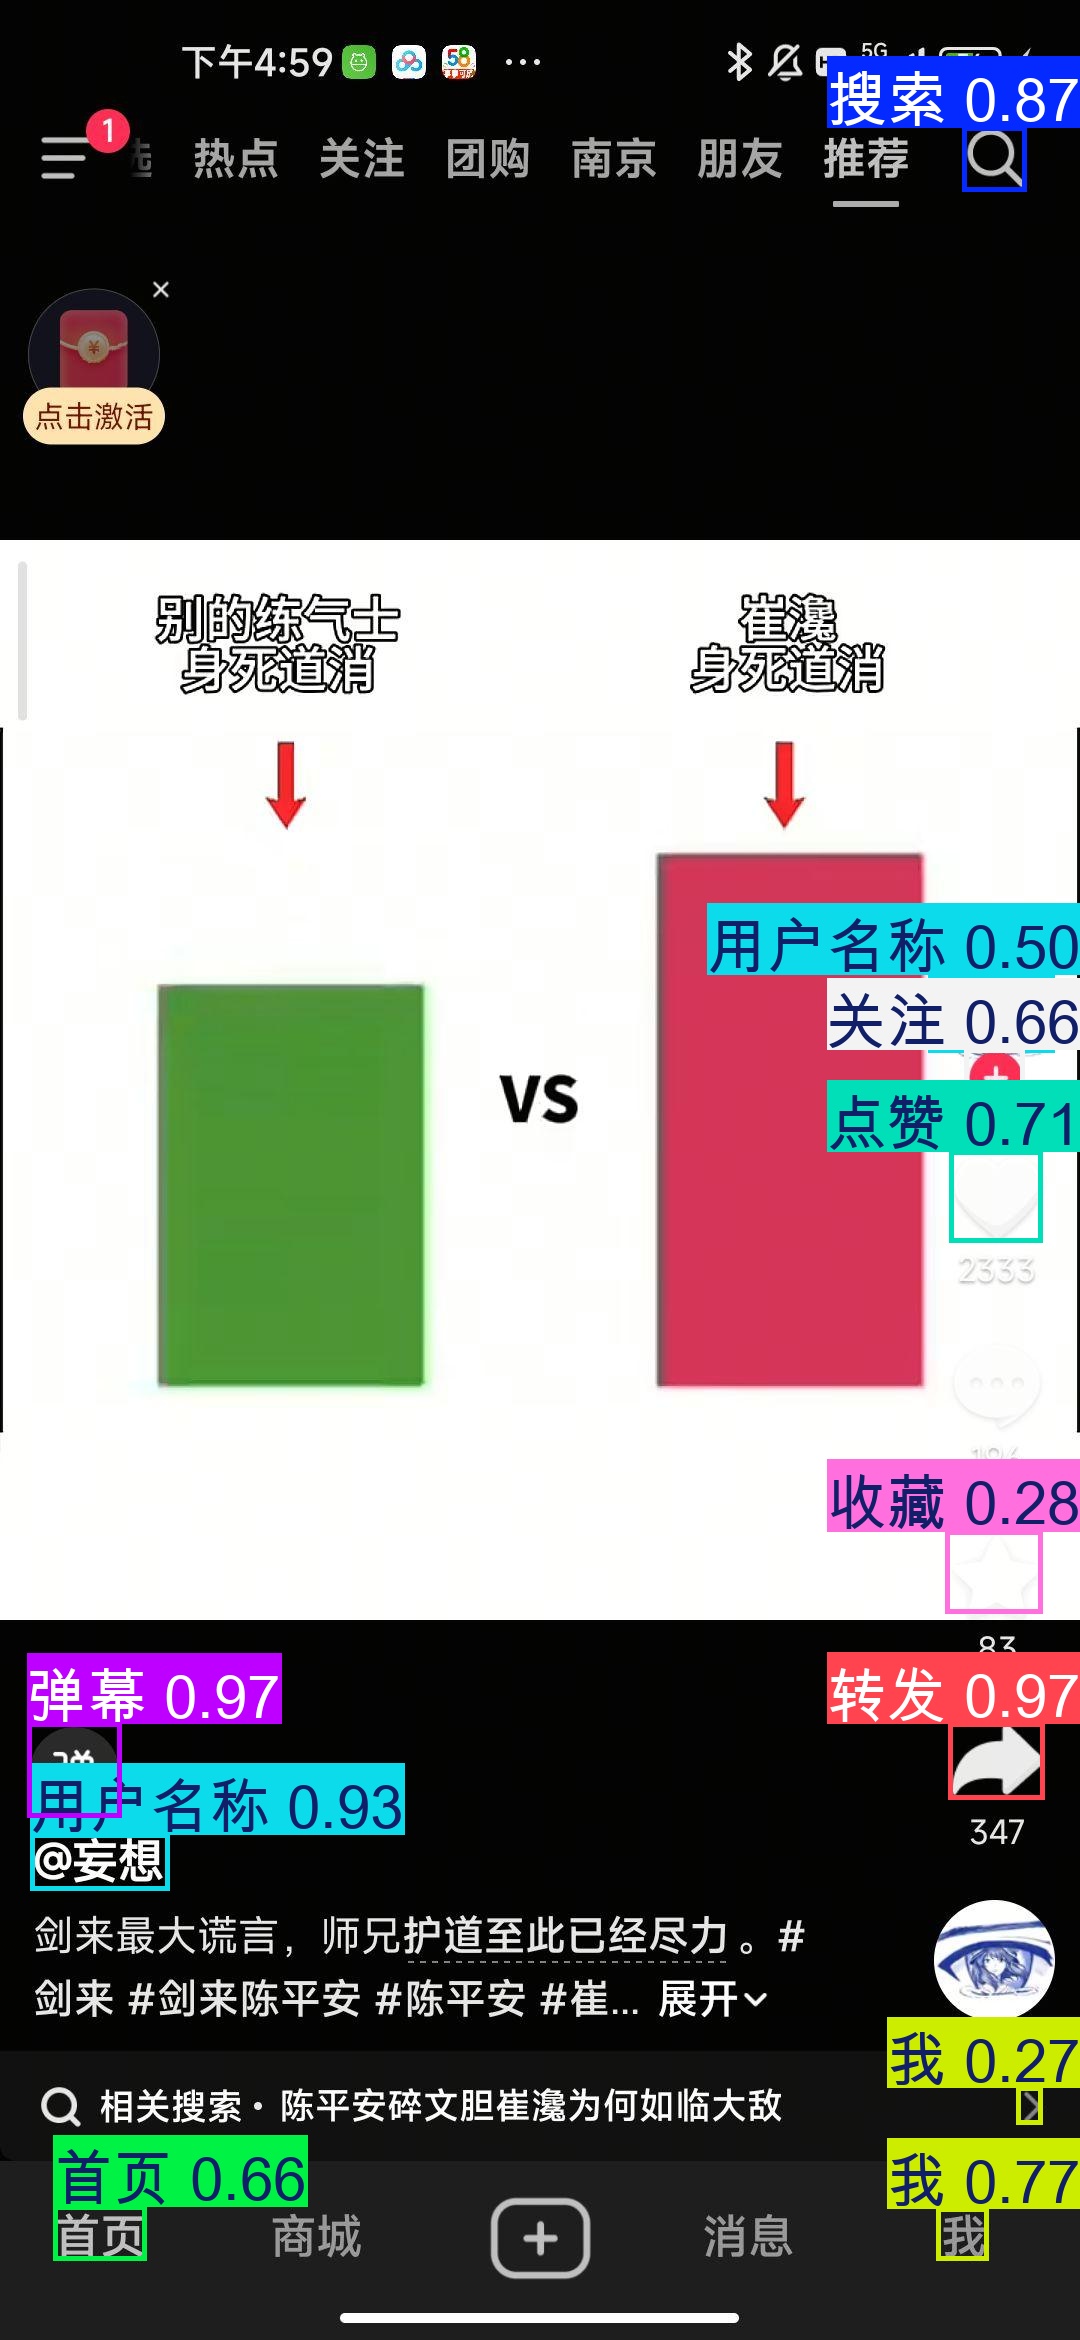 下午4:59 58 ... 5G
搜索 0.87
1 选 热点 关注 团购 南京 朋友 推荐
¥
点击激活
别的练气士
身死道消
崔瀺
身死道消
VS
用户名称 0.50
关注 0.66
点赞 0.71
2333
收藏 0.28
83
弹幕 0.97
转发 0.97
用户名称 0.93
347
@妄想
剑来最大谎言，师兄护道至此已经尽力。#
剑来 #剑来陈平安 #陈平安 #崔... 展开
我 0.27
相关搜索· 陈平安碎文胆崔瀺为何如临大敌
首页 0.66
我 0.77
首页 商城 消息 我